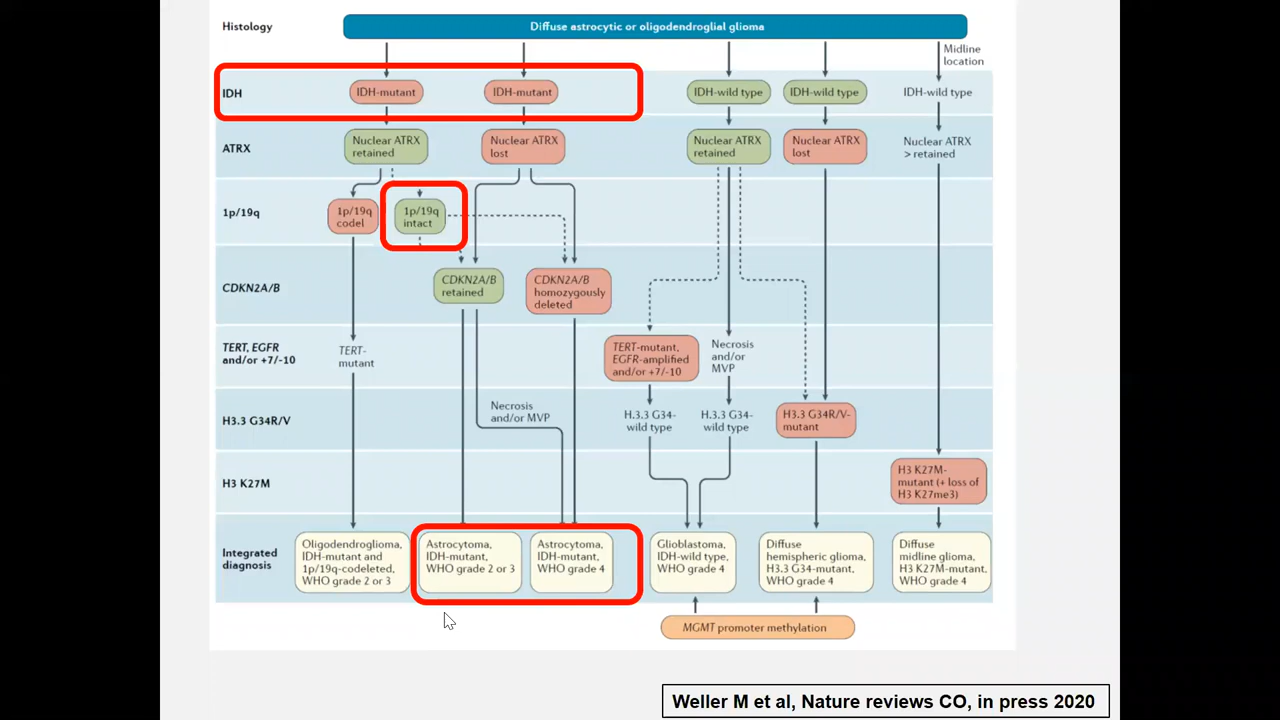 Histology
Diffuse astrocytic or oligodendroglial glioma
Midline
location
IDH
IDH-mutant
IDH-mutant
IDH-wild type
IDH-wild type
IDH-wild type
ATRX
Nuclear ATRX
retained
Nuclear ATRX
lost
Nuclear ATRX
retained
Nuclear ATRX
lost
Nuclear ATRX
> retained
1p/19q
1p/19q
codel
1p/19q
intact
CDKN2A/B
CDKN2A/B
retained
CDKN2A/B
homozygously
deleted
TERT, EGFR
and/or +7/-10
TERT-
mutant
TERT-mutant,
EGFR-amplified
and/or +7/-10
Necrosis
and/or
MVP
H3.3 G34R/V
Necrosis
and/or MVP
H.3.3 G34-
wild type
H.3.3 G34-
wild type
H3.3 G34R/V-
mutant
H3 K27M
H3 K27M-
mutant (+ loss of
H3 K27me3)
Integrated
diagnosis
Oligodendroglioma,
IDH-mutant and
1p/19q-codeleted,
WHO grade 2 or 3
Astrocytoma,
IDH-mutant,
WHO grade 2 or 3
Astrocytoma,
IDH-mutant,
WHO grade 4
Glioblastoma,
IDH-wild type,
WHO grade 4
Diffuse
hemispheric glioma,
H3.3 G34-mutant,
WHO grade 4
Diffuse
midline glioma,
H3 K27M-mutant,
WHO grade 4
MGMT promoter methylation
Weller M et al, Nature reviews CO, in press 2020